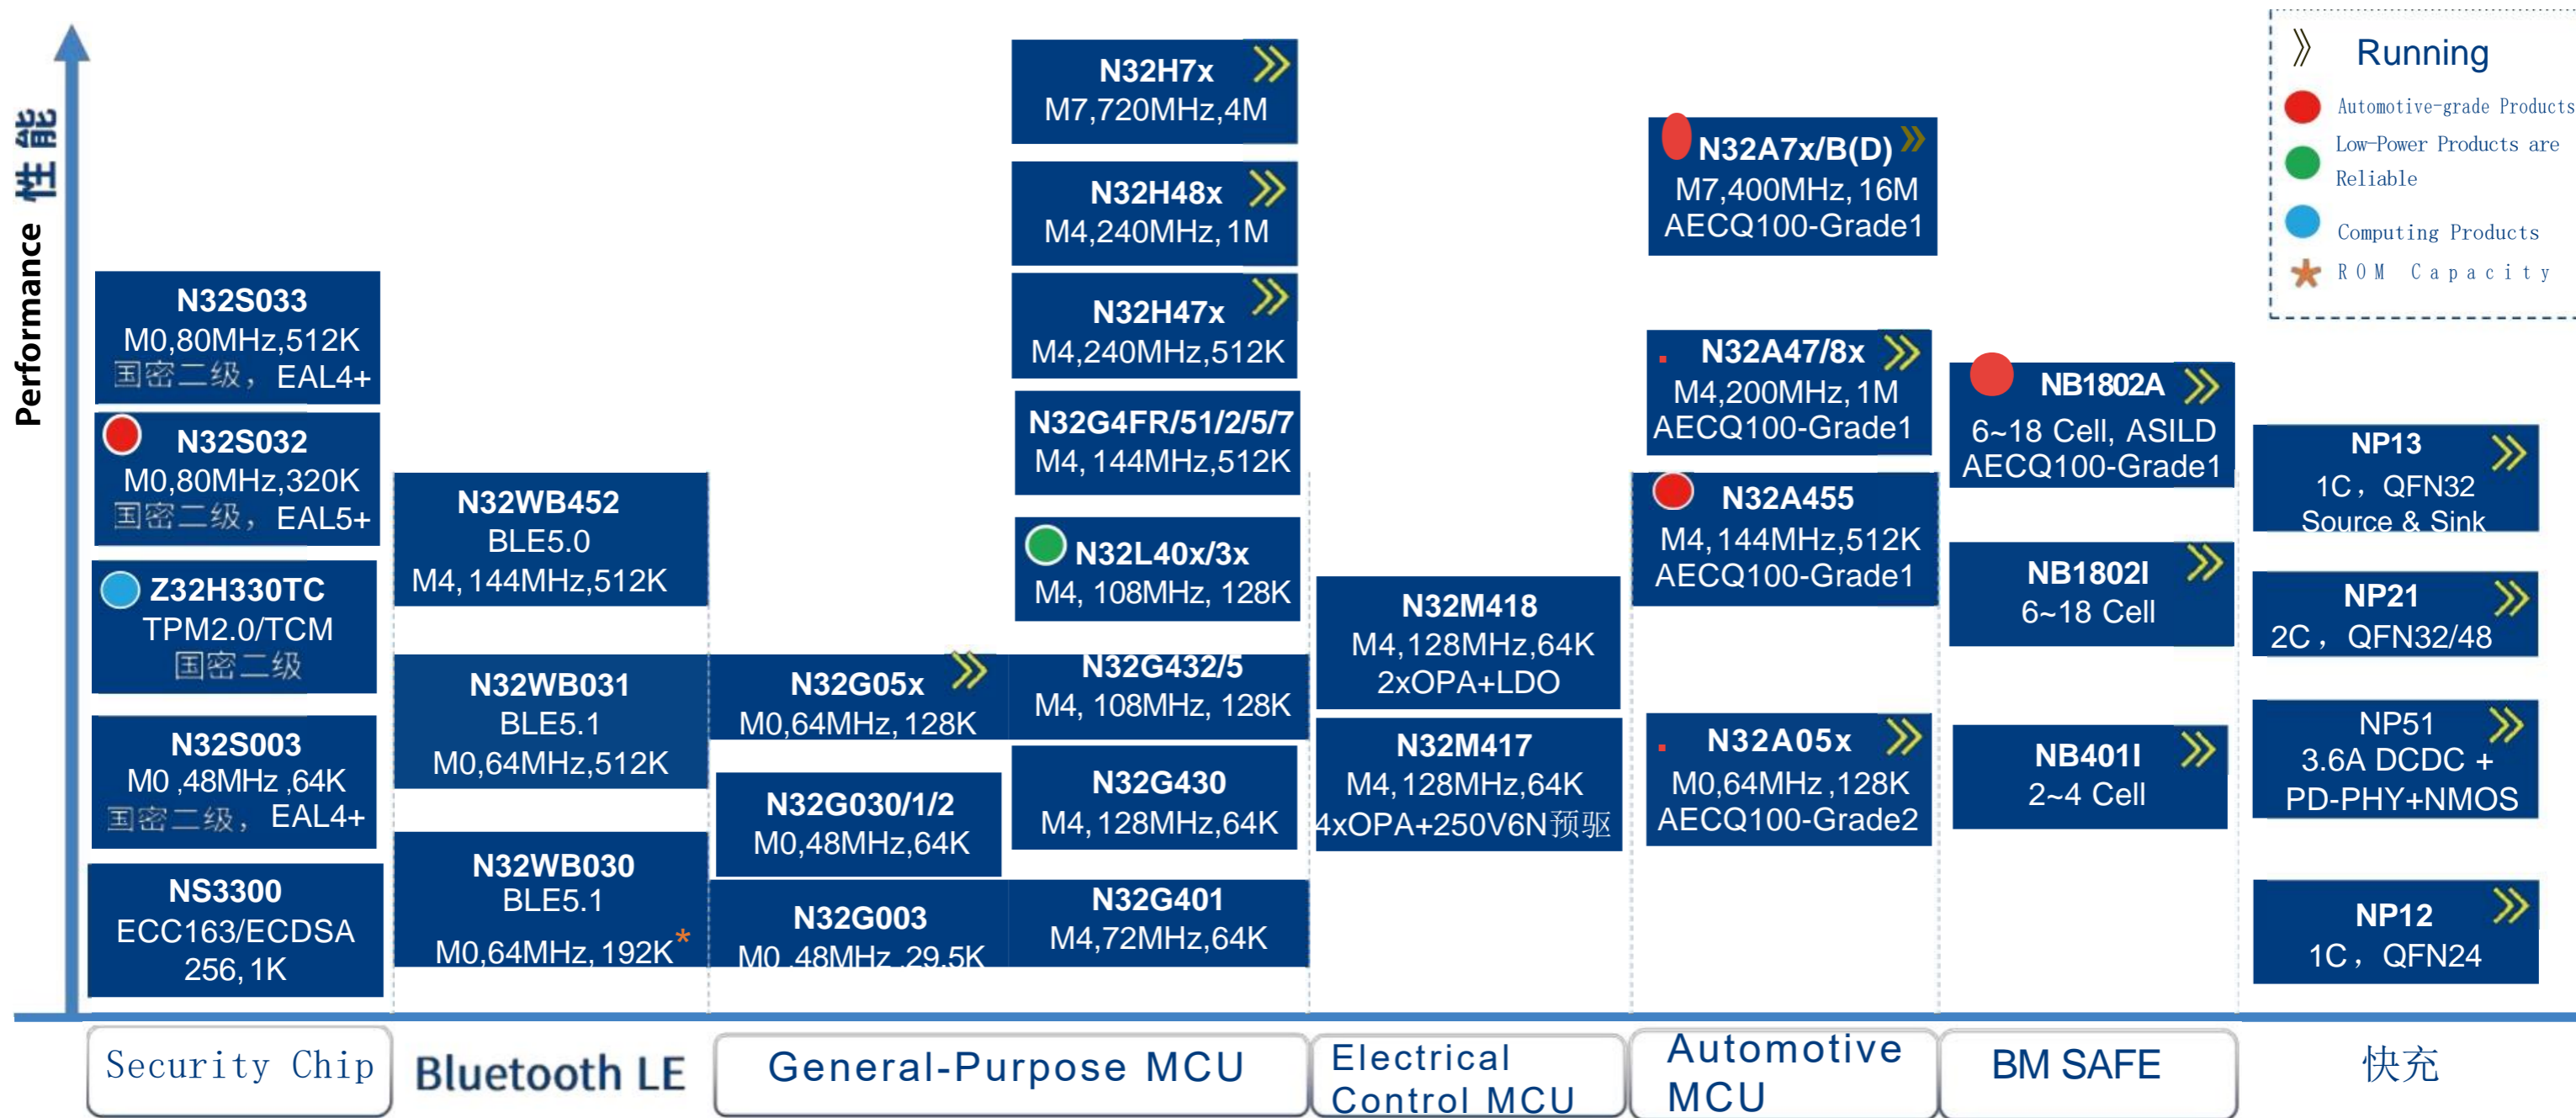 Performance 性能
N32S033
M0,80MHz,512K
国密二级，EAL4+
N32S032
M0,80MHz,320K
国密二级，EAL5+
Z32H330TC
TPM2.0/TCM
国密二级
N32S003
M0,48MHz,64K
国密二级，EAL4+
NS3300
ECC163/ECDSA
256,1K
Security Chip
N32WB452
BLE5.0
M4,144MHz,512K
N32WB031
BLE5.1
M0,64MHz,512K
N32WB030
BLE5.1
M0,64MHz,192K*
Bluetooth LE
N32G05x »
M0,64MHz,128K
N32G030/1/2
M0,48MHz,64K
N32G003
M0,48MHz,29.5K
N32H7x »
M7,720MHz,4M
N32H48x »
M4,240MHz,1M
N32H47x »
M4,240MHz,512K
N32G4FR/51/2/5/7
M4,144MHz,512K
N32L40x/3x
M4, 108MHz, 128K
N32G432/5
M4, 108MHz, 128K
N32G430
M4,128MHz,64K
N32G401
M4,72MHz,64K
General-Purpose MCU
N32M418
M4,128MHz,64K
2xOPA+LDO
N32M417
M4,128MHz,64K
4xOPA+250V6N预驱
Electrical
Control MCU
N32A7x/B(D) »
M7,400MHz,16M
AECQ100-Grade1
N32A47/8x »
M4,200MHz,1M
AECQ100-Grade1
N32A455
M4,144MHz,512K
AECQ100-Grade1
N32A05x »
M0,64MHz,128K
AECQ100-Grade2
Automotive
MCU
NB1802A »
6~18 Cell, ASILD
AECQ100-Grade1
NB1802I »
6~18 Cell
NB401I »
2~4 Cell
BM SAFE
NP13 »
1C，QFN32
Source & Sink
NP21 »
2C，QFN32/48
NP51 »
3.6A DCDC +
PD-PHY+NMOS
NP12 »
1C，QFN24
快充
》 Running
Automotive-grade Products
Low-Power Products are
Reliable
Computing Products
* ROM Capacity